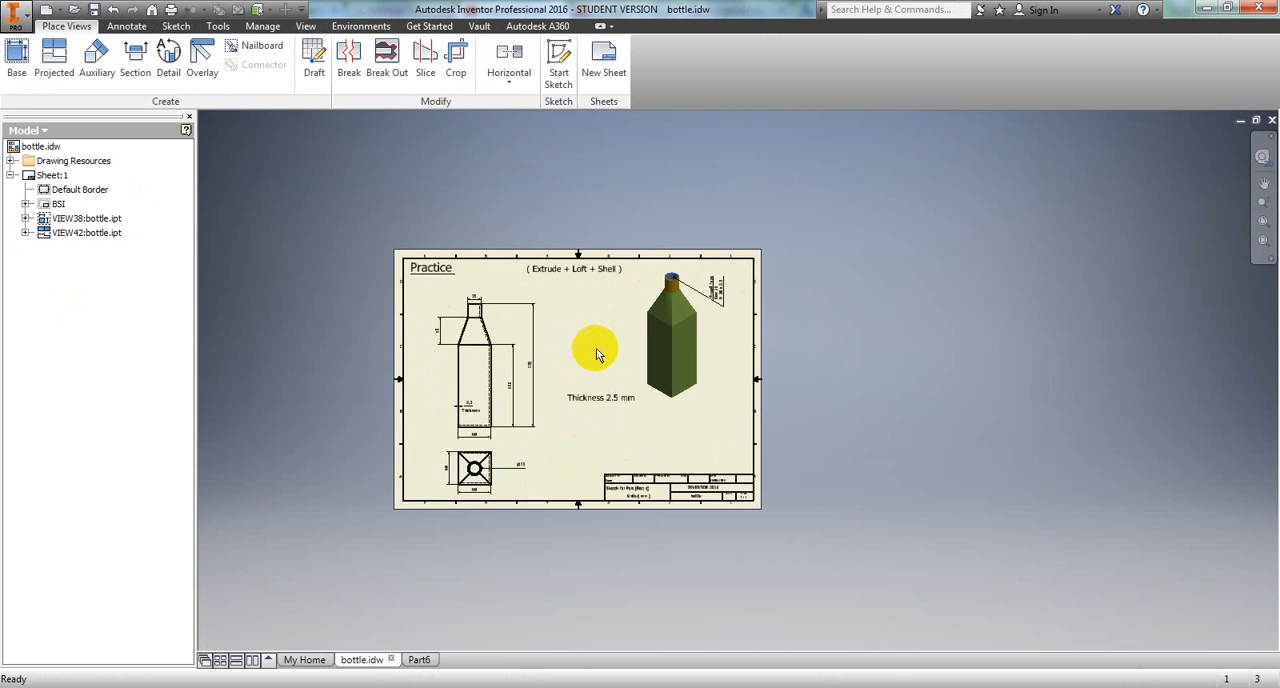 Autodesk Inventor Professional 2016 - STUDENT VERSION bottle.idw
Search Help & Commands...
Sign In
PRO
Place Views Annotate Sketch Tools Manage Environments Get Started View Vault Autodesk A360
Base Projected Auxiliary Section Detail Overlay
Nailboard
Connector
Draft Break Break Out Slice Crop Horizontal
Start Sketch
New Sheet
Create Modify Sketch Sheets
Model
bottle.idw
Drawing Resources
Sheet:1
Default Border
BSI
VIEW38:bottle.ipt
VIEW42:bottle.ipt
Practice
( Extrude + Loft + Shell )
Thickness 2.5 mm
My Home bottle.idw Part6
Ready
1 3